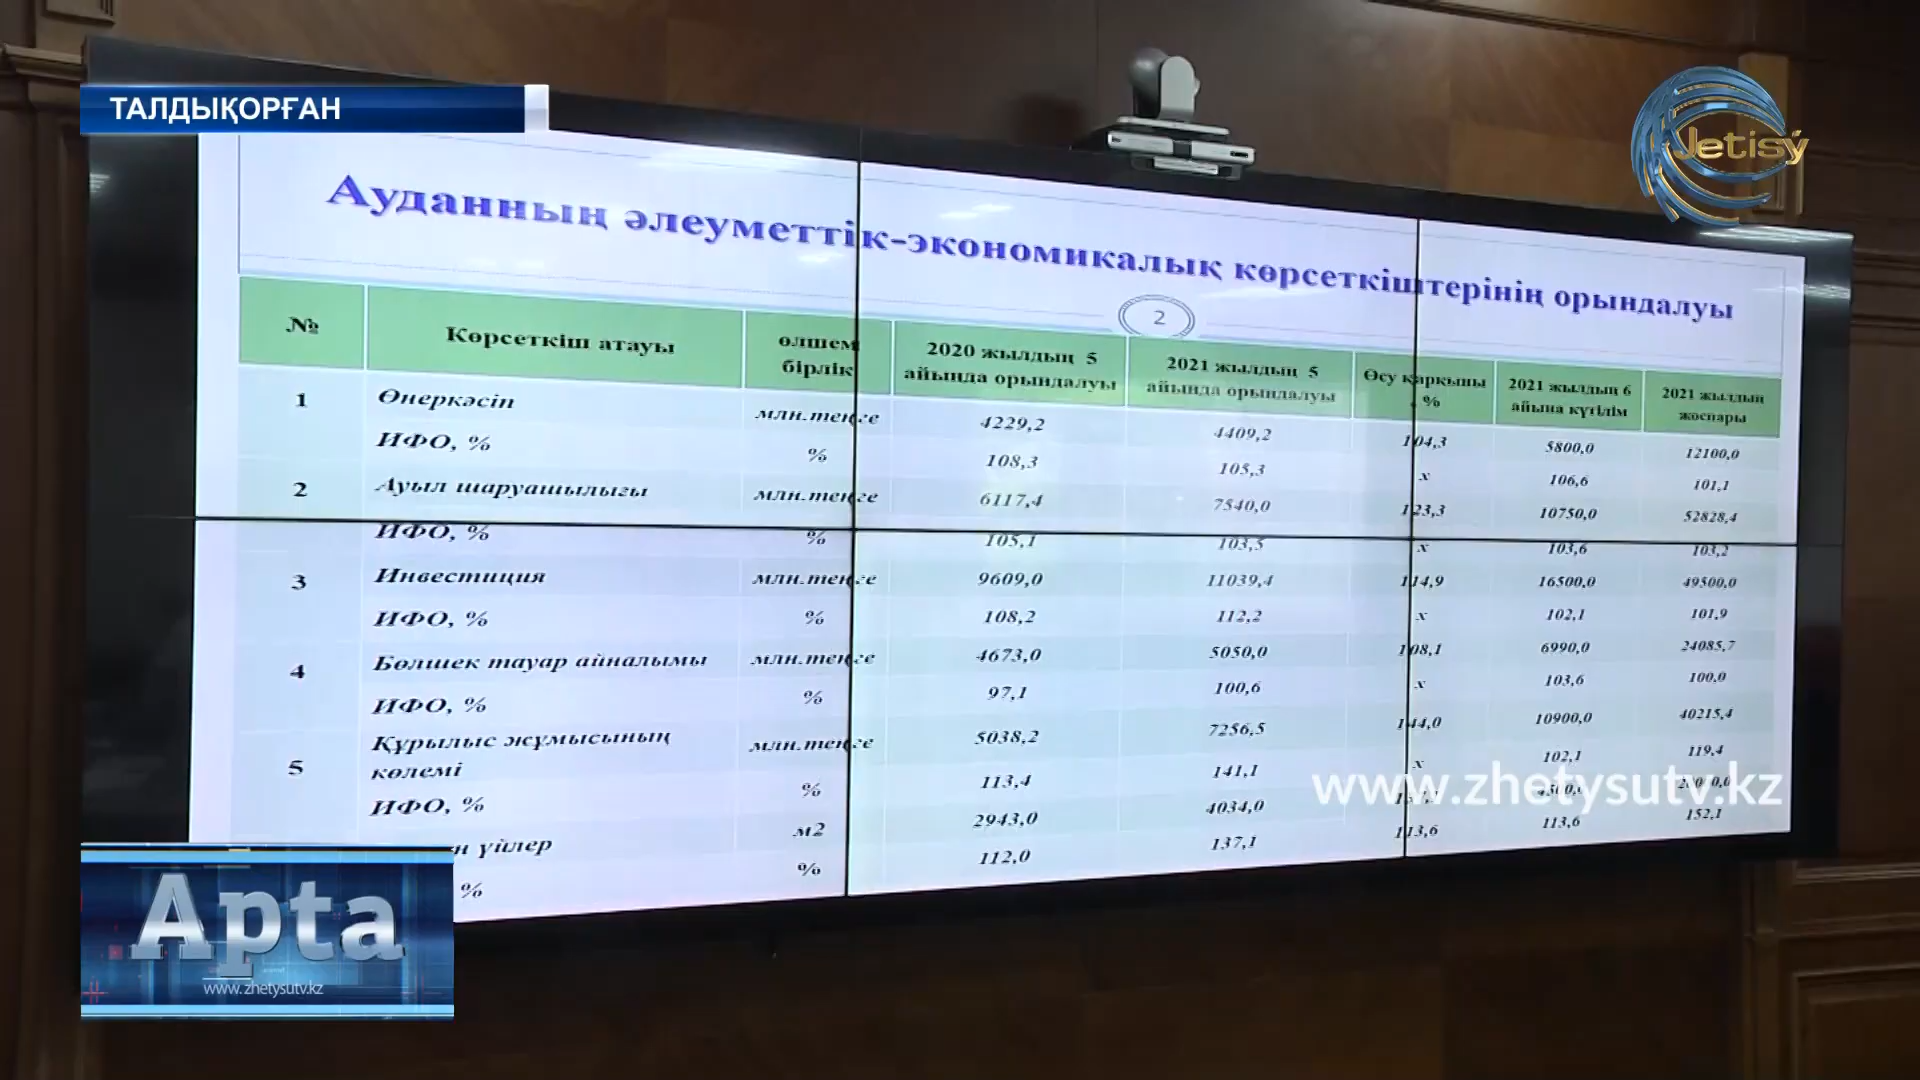 ТАЛДЫҚОРҒАН
Jetisý
Ауданның әлеуметтік-экономикалық көрсеткіштерінің орындалуы
2
№ Көрсеткіш атауы өлшем бірлік 2020 жылдың 5 айында орындалуы 2021 жылдың 5 айында орындалуы Өсу қарқыны % 2021 жылдың 6 айына күтілім 2021 жылдың жоспары
1 Өнеркәсіп млн.теңге 4229,2 4409,2 104,3 5800,0 12100,0
ИФО, % % 108,3 105,3 х 106,6 101,1
2 Ауыл шаруашылығы млн.теңге 6117,4 7540,0 123,3 10750,0 52828,4
ИФО, % % 105,1 103,5 х 103,6 103,2
3 Инвестиция млн.теңге 9609,0 11039,4 114,9 16500,0 49500,0
ИФО, % % 108,2 112,2 х 102,1 101,9
4 Бөлшек тауар айналымы млн.теңге 4673,0 5050,0 108,1 6990,0 24085,7
ИФО, % % 97,1 100,6 х 103,6 100,0
5 Құрылыс жұмысының көлемі млн.теңге 5038,2 7256,5 144,0 10900,0 40215,4
ИФО, % % 113,4 141,1 х 102,1 119,4
үйлер м2 2943,0 4034,0
% % 112,0 137,1 113,6 113,6 152,1
www.zhetysutv.kz
Apta
www.zhetysutv.kz